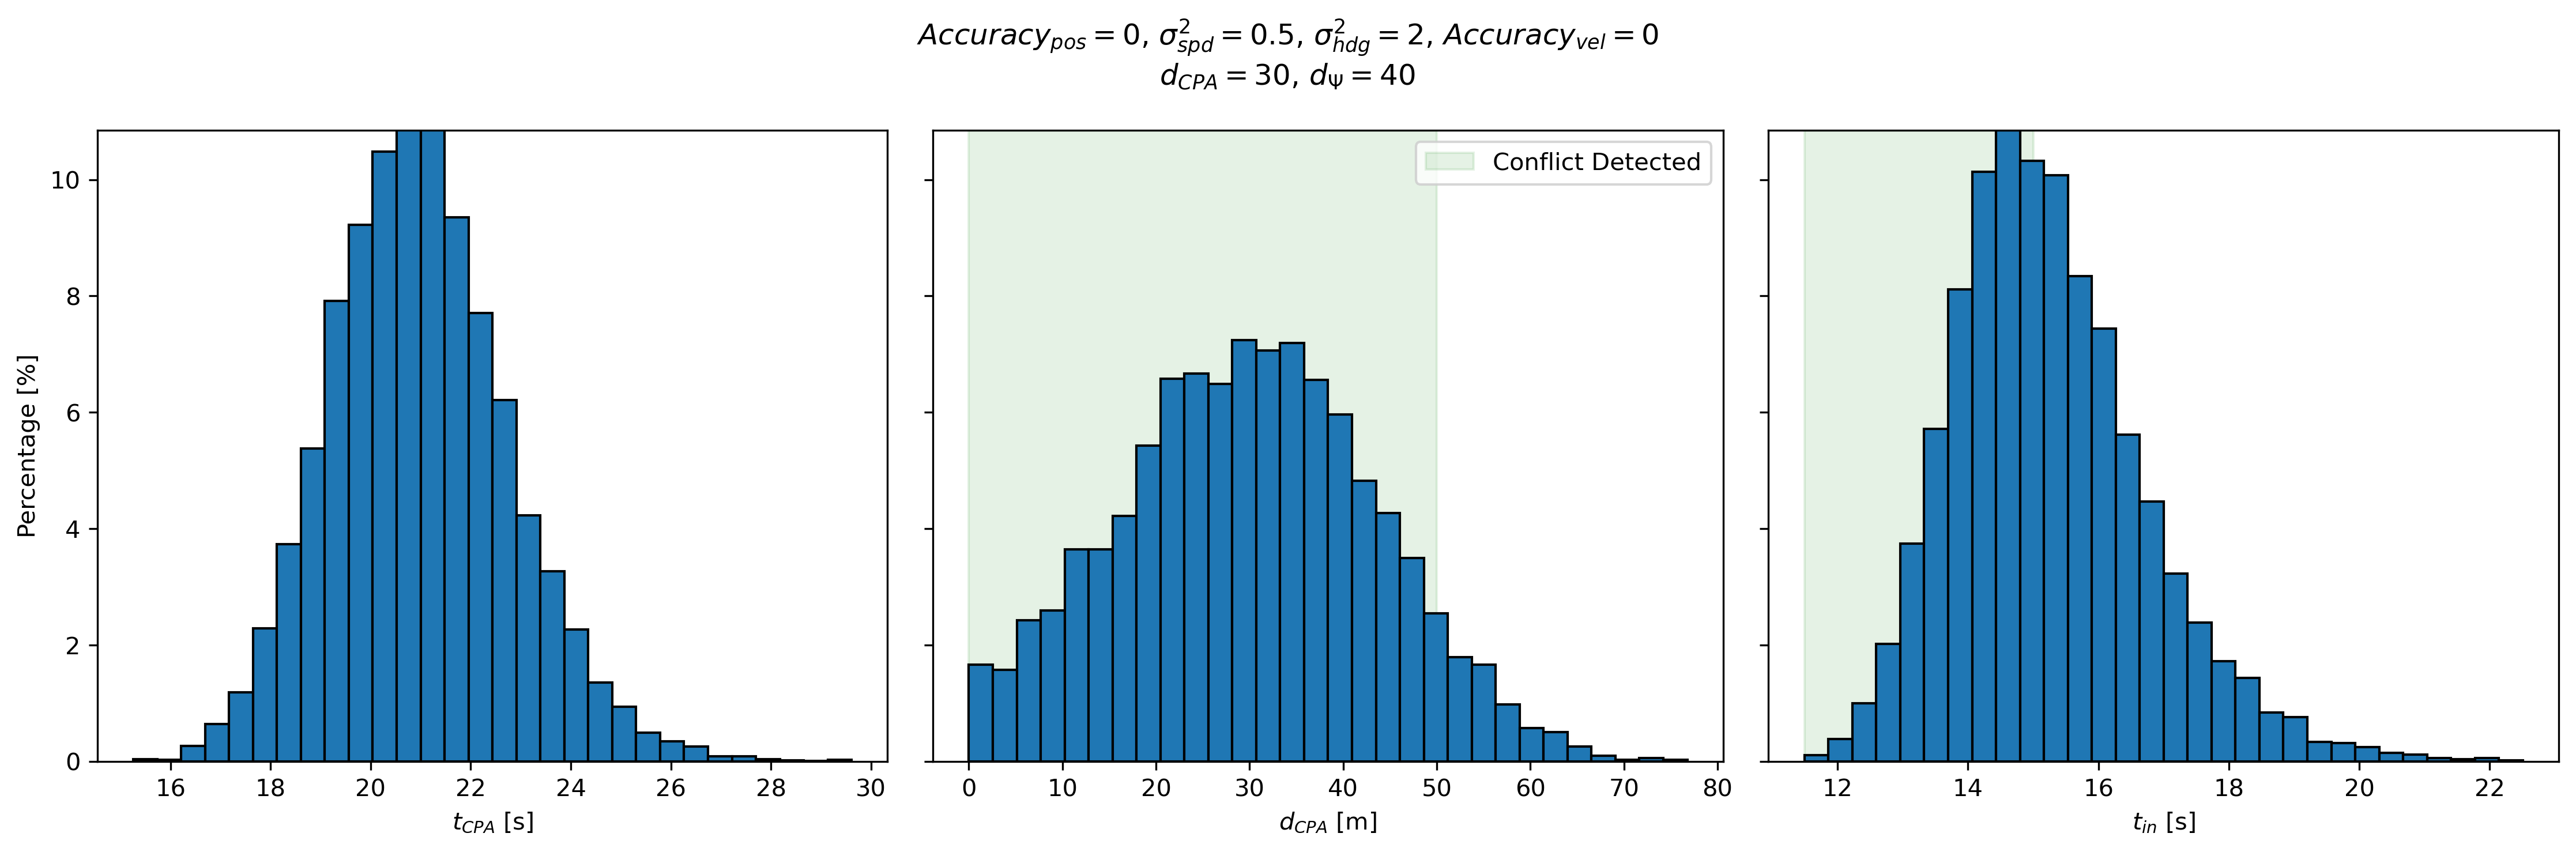 Accuracy_pos = 0, σ²_spd = 0.5, σ²_hdg = 2, Accuracy_vel = 0
d_CPA = 30, d_Ψ = 40
Conflict Detected
10
8
6
4
2
0
Percentage [%]
16 18 20 22 24 26 28 30
0 10 20 30 40 50 60 70 80
12 14 16 18 20 22
t_CPA [s]
d_CPA [m]
t_in [s]